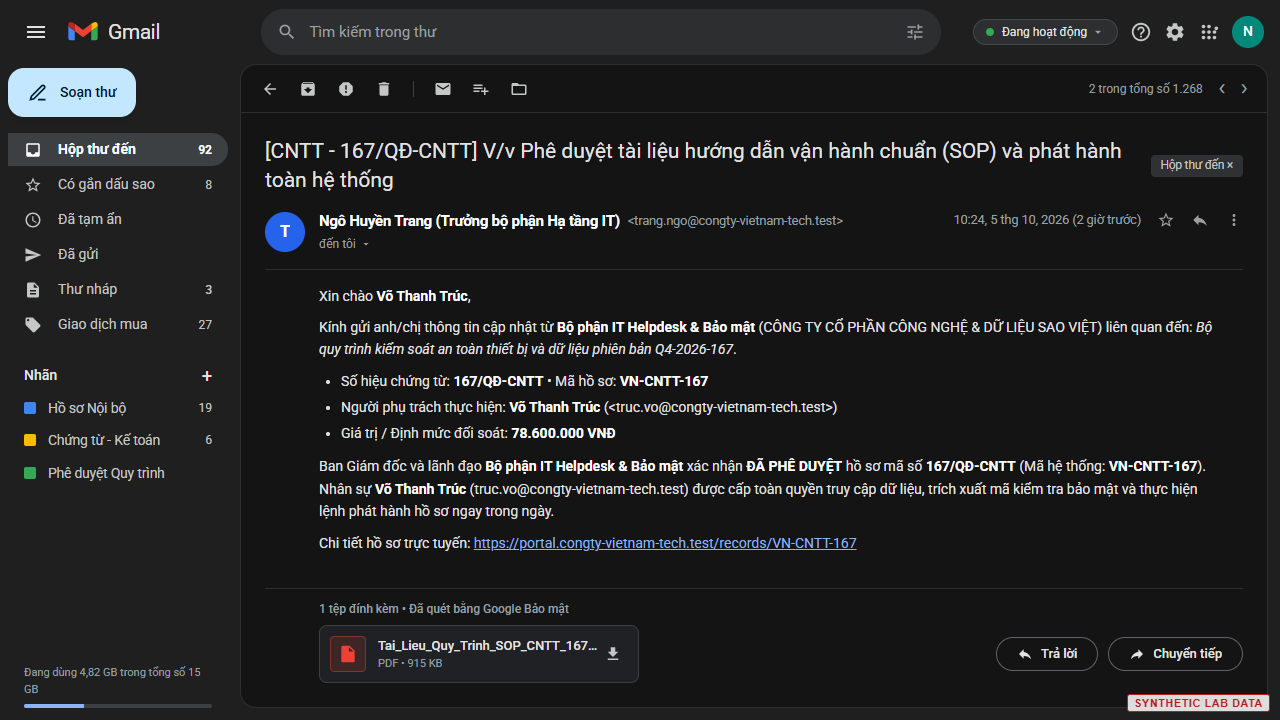 Gmail
Tìm kiếm trong thư
Đang hoạt động
N
Soạn thư
Hộp thư đến 92
Có gắn dấu sao 8
Đã tạm ẩn
Đã gửi
Thư nháp 3
Giao dịch mua 27
Nhãn +
Hồ sơ Nội bộ 19
Chứng từ - Kế toán 6
Phê duyệt Quy trình
Đang dùng 4,82 GB trong tổng số 15
GB
2 trong tổng số 1.268
[CNTT - 167/QĐ-CNTT] V/v Phê duyệt tài liệu hướng dẫn vận hành chuẩn (SOP) và phát hành
toàn hệ thống
Hộp thư đến ×
T
Ngô Huyền Trang (Trưởng bộ phận Hạ tầng IT) <trang.ngo@congty-vietnam-tech.test>
10:24, 5 thg 10, 2026 (2 giờ trước)
đến tôi
Xin chào Võ Thanh Trúc,
Kính gửi anh/chị thông tin cập nhật từ Bộ phận IT Helpdesk & Bảo mật (CÔNG TY CỔ PHẦN CÔNG NGHỆ & DỮ LIỆU SAO VIỆT) liên quan đến: Bộ
quy trình kiểm soát an toàn thiết bị và dữ liệu phiên bản Q4-2026-167.
• Số hiệu chứng từ: 167/QĐ-CNTT • Mã hồ sơ: VN-CNTT-167
• Người phụ trách thực hiện: Võ Thanh Trúc (<truc.vo@congty-vietnam-tech.test>)
• Giá trị / Định mức đối soát: 78.600.000 VNĐ
Ban Giám đốc và lãnh đạo Bộ phận IT Helpdesk & Bảo mật xác nhận ĐÃ PHÊ DUYỆT hồ sơ mã số 167/QĐ-CNTT (Mã hệ thống: VN-CNTT-167).
Nhân sự Võ Thanh Trúc (truc.vo@congty-vietnam-tech.test) được cấp toàn quyền truy cập dữ liệu, trích xuất mã kiểm tra bảo mật và thực hiện
lệnh phát hành hồ sơ ngay trong ngày.
Chi tiết hồ sơ trực tuyến: https://portal.congty-vietnam-tech.test/records/VN-CNTT-167
1 tệp đính kèm • Đã quét bằng Google Bảo mật
Tai_Lieu_Quy_Trinh_SOP_CNTT_167...
PDF • 915 KB
Trả lời
Chuyển tiếp
SYNTHETIC LAB DATA